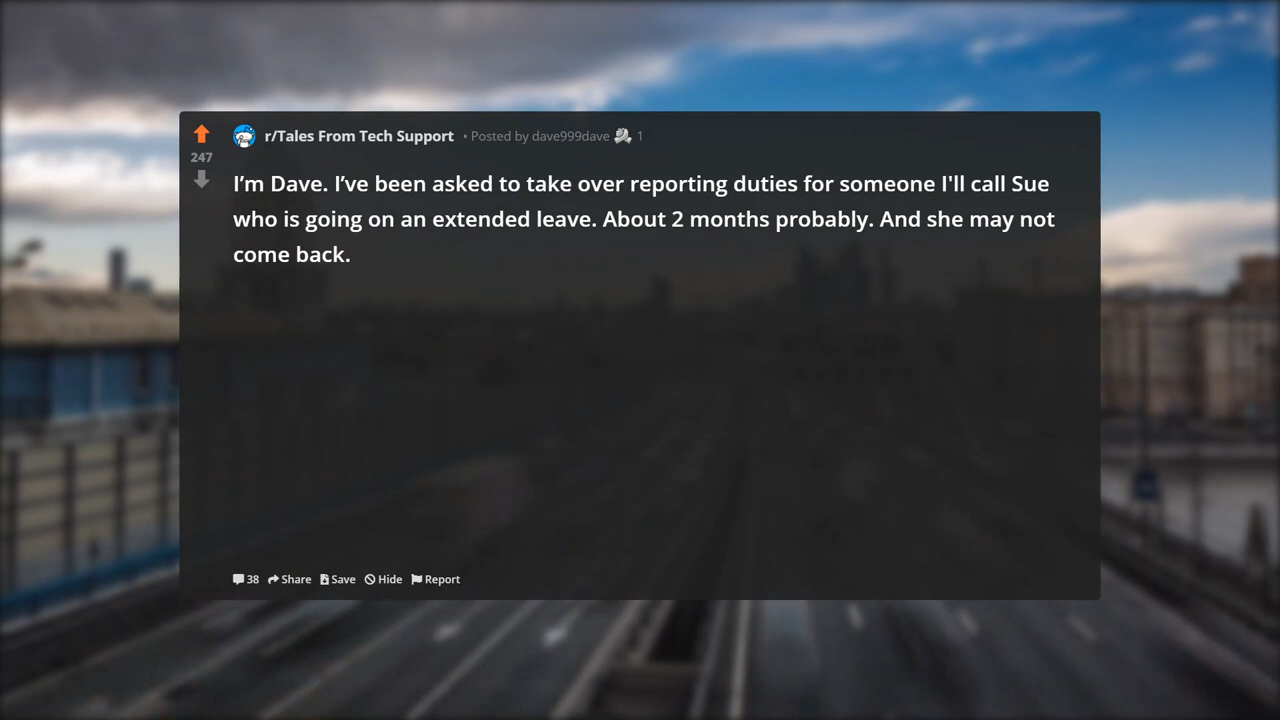 r/Tales From Tech Support • Posted by dave999dave 1
247
I’m Dave. I’ve been asked to take over reporting duties for someone I'll call Sue
who is going on an extended leave. About 2 months probably. And she may not
come back.
38 Share Save Hide Report